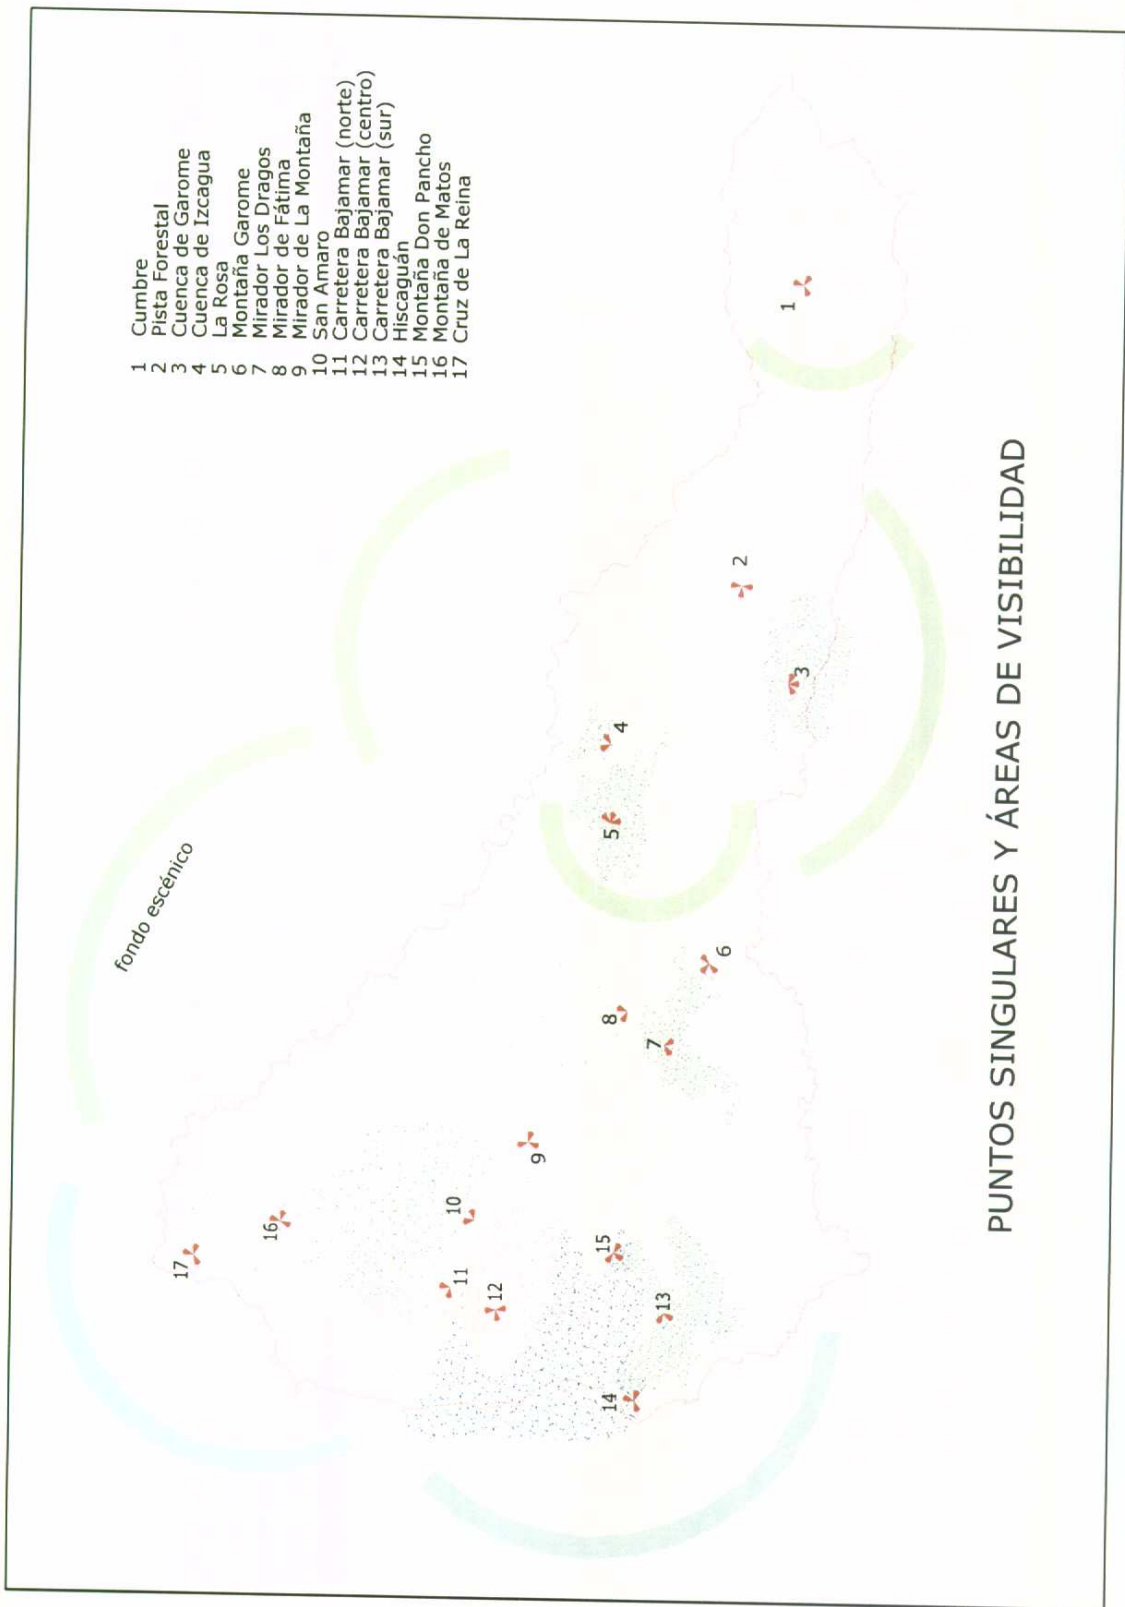 1 Cumbre
2 Pista Forestal
3 Cuenca de Garome
4 Cuenca de Izcagua
5 La Rosa
6 Montaña Garome
7 Mirador Los Dragos
8 Mirador de Fátima
9 Mirador de La Montaña
10 San Amaro
11 Carretera Bajamar (norte)
12 Carretera Bajamar (centro)
13 Carretera Bajamar (sur)
14 Hiscaguán
15 Montaña Don Pancho
16 Montaña de Matos
17 Cruz de La Reina
fondo escénico
17
16
11
10
12
9
14
13
15
7
8
6
5
4
3
2
1
PUNTOS SINGULARES Y ÁREAS DE VISIBILIDAD